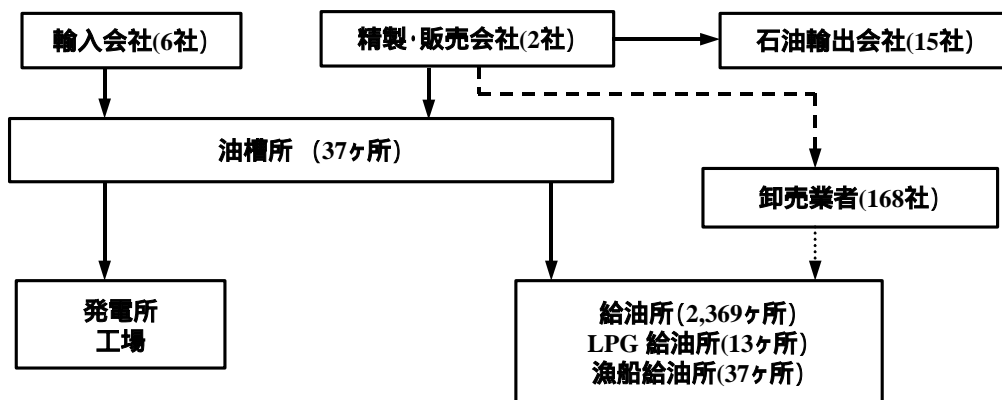 輸入会社(6社)
精製･販売会社(2社)
石油輸出会社(15社)
油槽所 (37ヶ所)
卸売業者(168社)
発電所
工場
給油所(2,369ヶ所)
LPG 給油所(13ヶ所)
漁船給油所(37ヶ所)